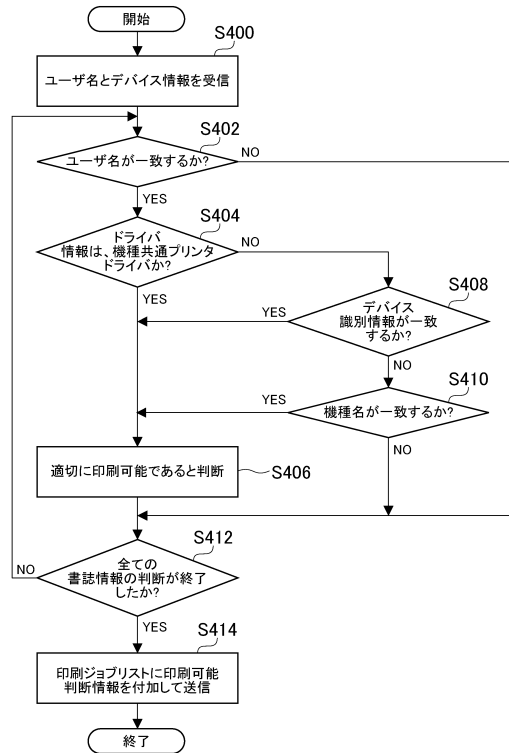 開始
S400
ユーザ名とデバイス情報を受信
S402
ユーザ名が一致するか?
NO
YES
S404
ドライバ
情報は、機種共通プリンタ
ドライバか?
NO
YES
S408
デバイス
識別情報が一致
するか?
YES
NO
S410
機種名が一致するか?
YES
NO
適切に印刷可能であると判断
S406
S412
全ての
書誌情報の判断が終了
したか?
NO
YES
S414
印刷ジョブリストに印刷可能
判断情報を付加して送信
終了